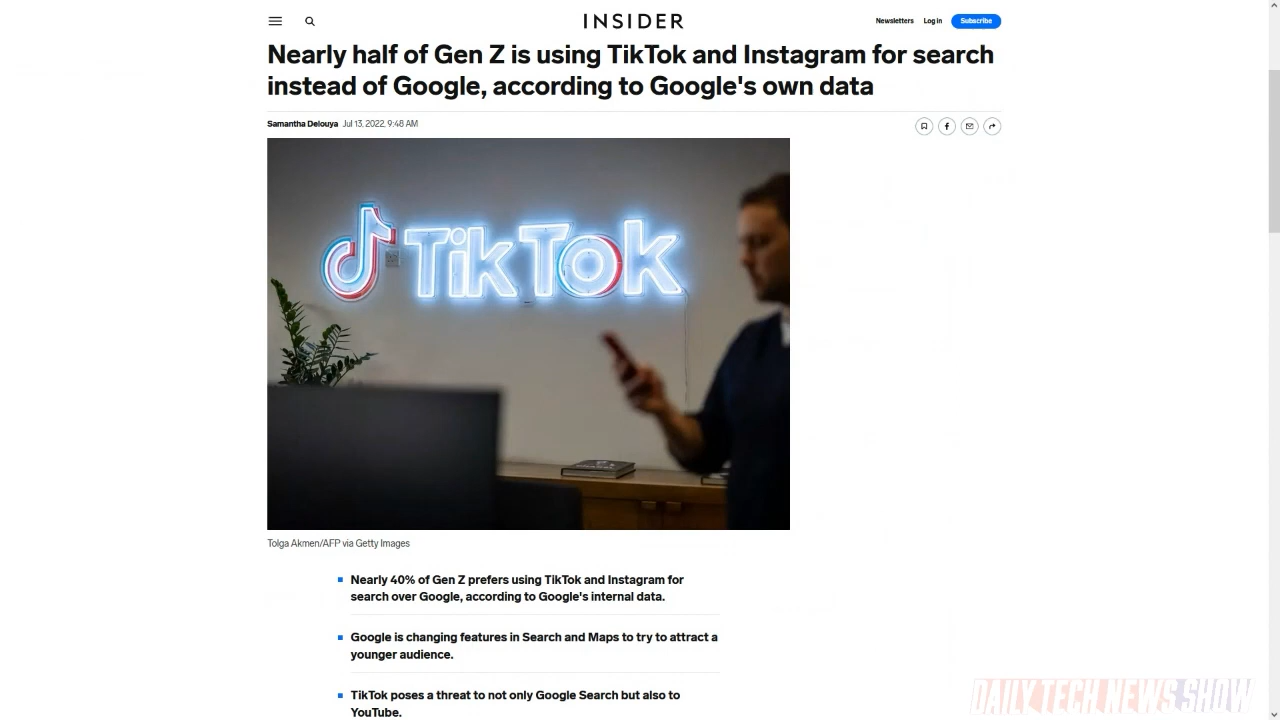 INSIDER
Newsletters
Log in
Subscribe
Nearly half of Gen Z is using TikTok and Instagram for search
instead of Google, according to Google's own data
Samantha Delouya Jul 13, 2022, 9:48 AM
TikTok
Tolga Akmen/AFP via Getty Images
Nearly 40% of Gen Z prefers using TikTok and Instagram for
search over Google, according to Google's internal data.
Google is changing features in Search and Maps to try to attract a
younger audience.
TikTok poses a threat to not only Google Search but also to
YouTube.
DAILY TECH NEWS SHOW